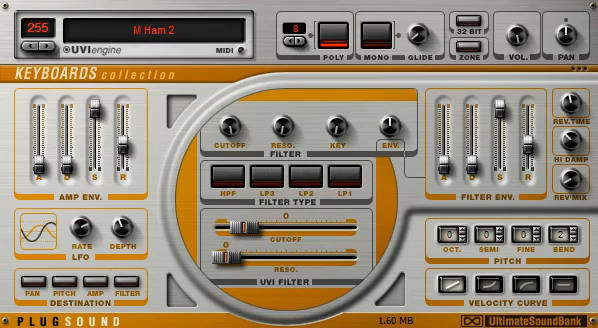 255
M Ham 2
UVI engine
MIDI
8
POLY
MONO
GLIDE
32 BIT
ZONE
VOL.
PAN
KEYBOARDS collection
A D S R
AMP ENV.
RATE
DEPTH
LFO
PAN PITCH AMP FILTER
DESTINATION
CUTOFF RESO. KEY ENV.
FILTER
HPF LP3 LP2 LP1
FILTER TYPE
0
CUTOFF
0
RESO.
UVI FILTER
A D S R
FILTER ENV.
REV.TIME
HI DAMP
REV'MIX
0 0 0 2
OCT. SEMI FINE BEND
PITCH
VELOCITY CURVE
PLUGSOUND
1.60 MB
UltimateSoundBank